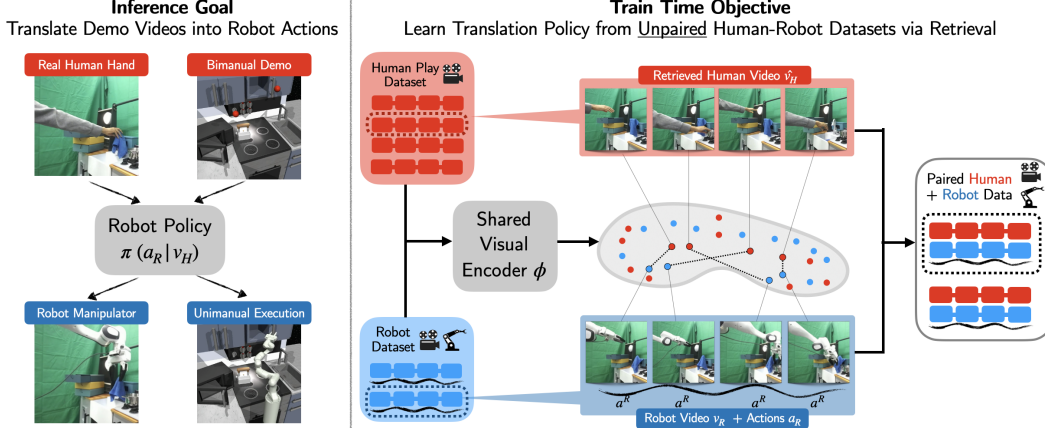 Inference Goal
Translate Demo Videos into Robot Actions
Real Human Hand
Bimanual Demo
Robot Policy
π (a_R | v_H)
Robot Manipulator
Unimanual Execution
Train Time Objective
Learn Translation Policy from Unpaired Human-Robot Datasets via Retrieval
Human Play
Dataset
Retrieved Human Video v̂_H
Shared
Visual
Encoder ϕ
Robot
Dataset
a^R a^R a^R a^R
Robot Video v_R + Actions a_R
Paired Human
+ Robot Data